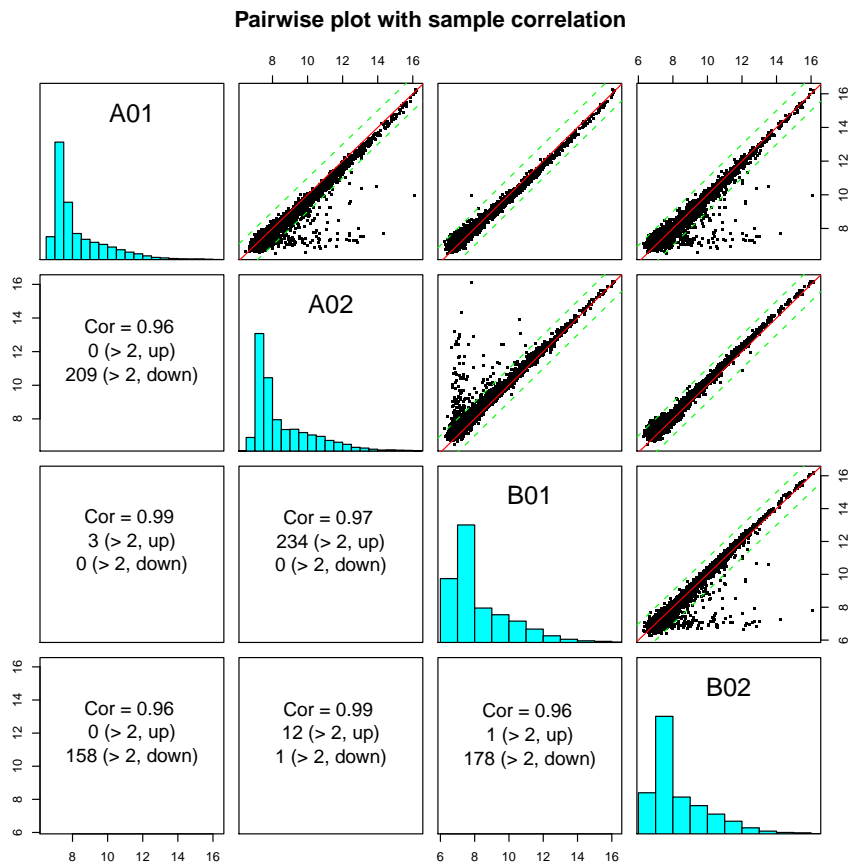 Pairwise plot with sample correlation
8 10 12 14 16
6 8 10 12 14 16
A01
8 10 12 14 16
8 10 12 14 16
Cor = 0.96
0 (> 2, up)
209 (> 2, down)
A02
Cor = 0.99
3 (> 2, up)
0 (> 2, down)
Cor = 0.97
234 (> 2, up)
0 (> 2, down)
B01
6 8 10 12 14 16
6 8 10 12 14 16
Cor = 0.96
0 (> 2, up)
158 (> 2, down)
Cor = 0.99
12 (> 2, up)
1 (> 2, down)
Cor = 0.96
1 (> 2, up)
178 (> 2, down)
B02
8 10 12 14 16
6 8 10 12 14 16